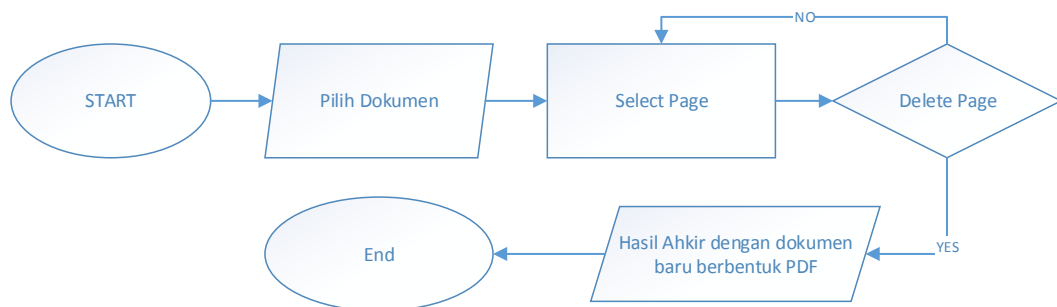 NO
START
Pilih Dokumen
Select Page
Delete Page
YES
Hasil Ahkir dengan dokumen
baru berbentuk PDF
End